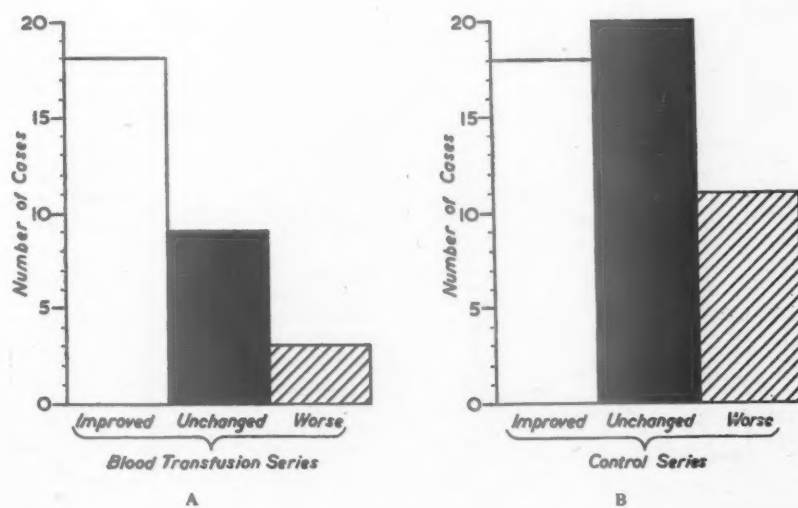 20
15
10
5
0
Number of Cases
Improved Unchanged Worse
Blood Transfusion Series
A
20
15
10
5
0
Number of Cases
Improved Unchanged Worse
Control Series
B